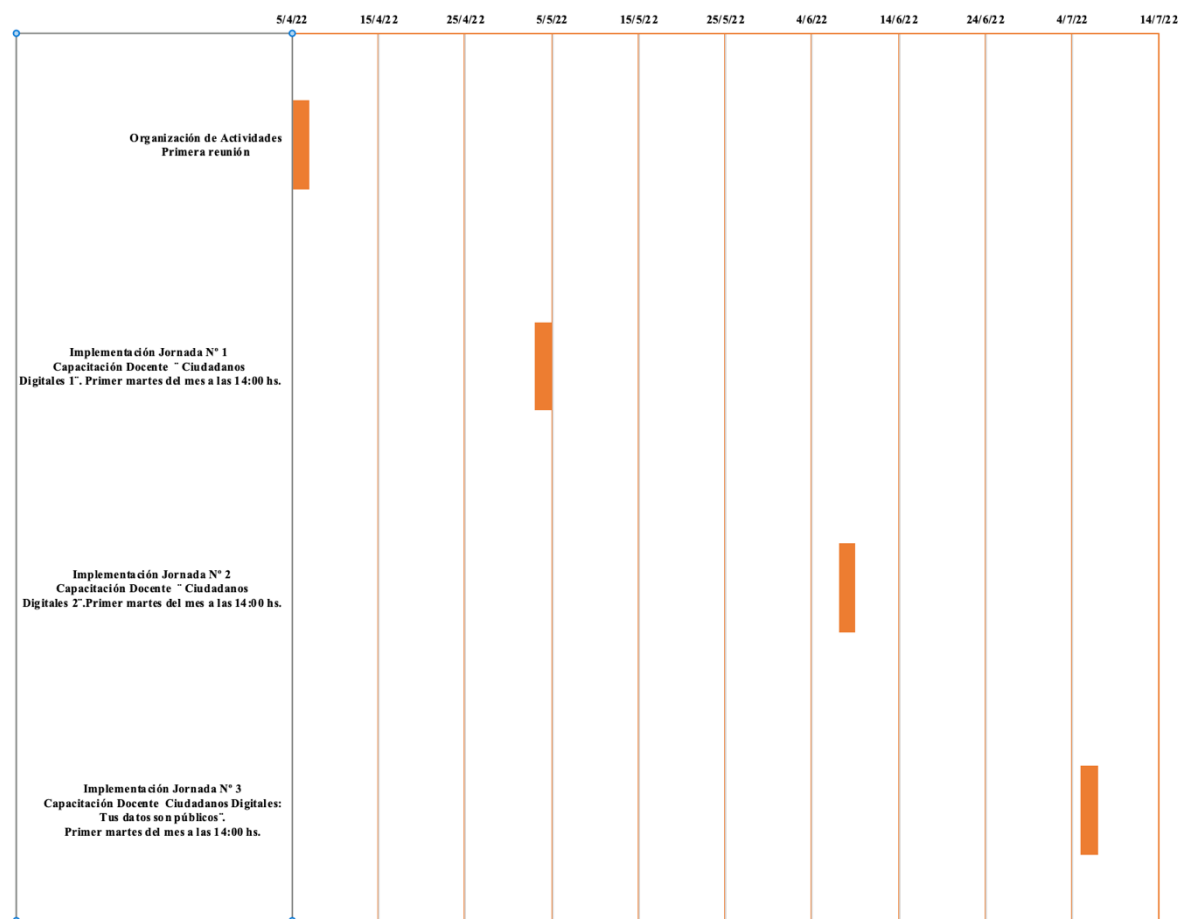 5/4/22 15/4/22 25/4/22 5/5/22 15/5/22 25/5/22 4/6/22 14/6/22 24/6/22 4/7/22 14/7/22
Organización de Actividades
Primera reunión
Implementación Jornada Nº 1
Capacitación Docente ¨ Ciudadanos
Digitales 1¨. Primer martes del mes a las 14:00 hs.
Implementación Jornada Nº 2
Capacitación Docente ¨ Ciudadanos
Digitales 2¨.Primer martes del mes a las 14:00 hs.
Implementación Jornada Nº 3
Capacitación Docente Ciudadanos Digitales:
Tus datos son públicos¨.
Primer martes del mes a las 14:00 hs.